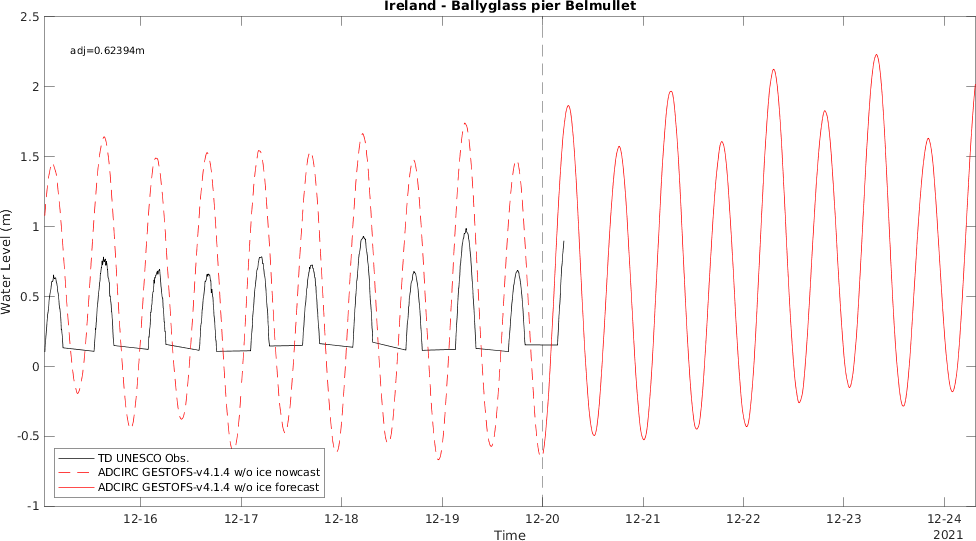 Ireland - Ballyglass pier Belmullet
2.5
2
1.5
1
0.5
0
-0.5
-1
Water Level (m)
adj=0.62394m
TD UNESCO Obs.
ADCIRC GESTOFS-v4.1.4 w/o ice nowcast
ADCIRC GESTOFS-v4.1.4 w/o ice forecast
12-16 12-17 12-18 12-19 12-20 12-21 12-22 12-23 12-24
Time
2021